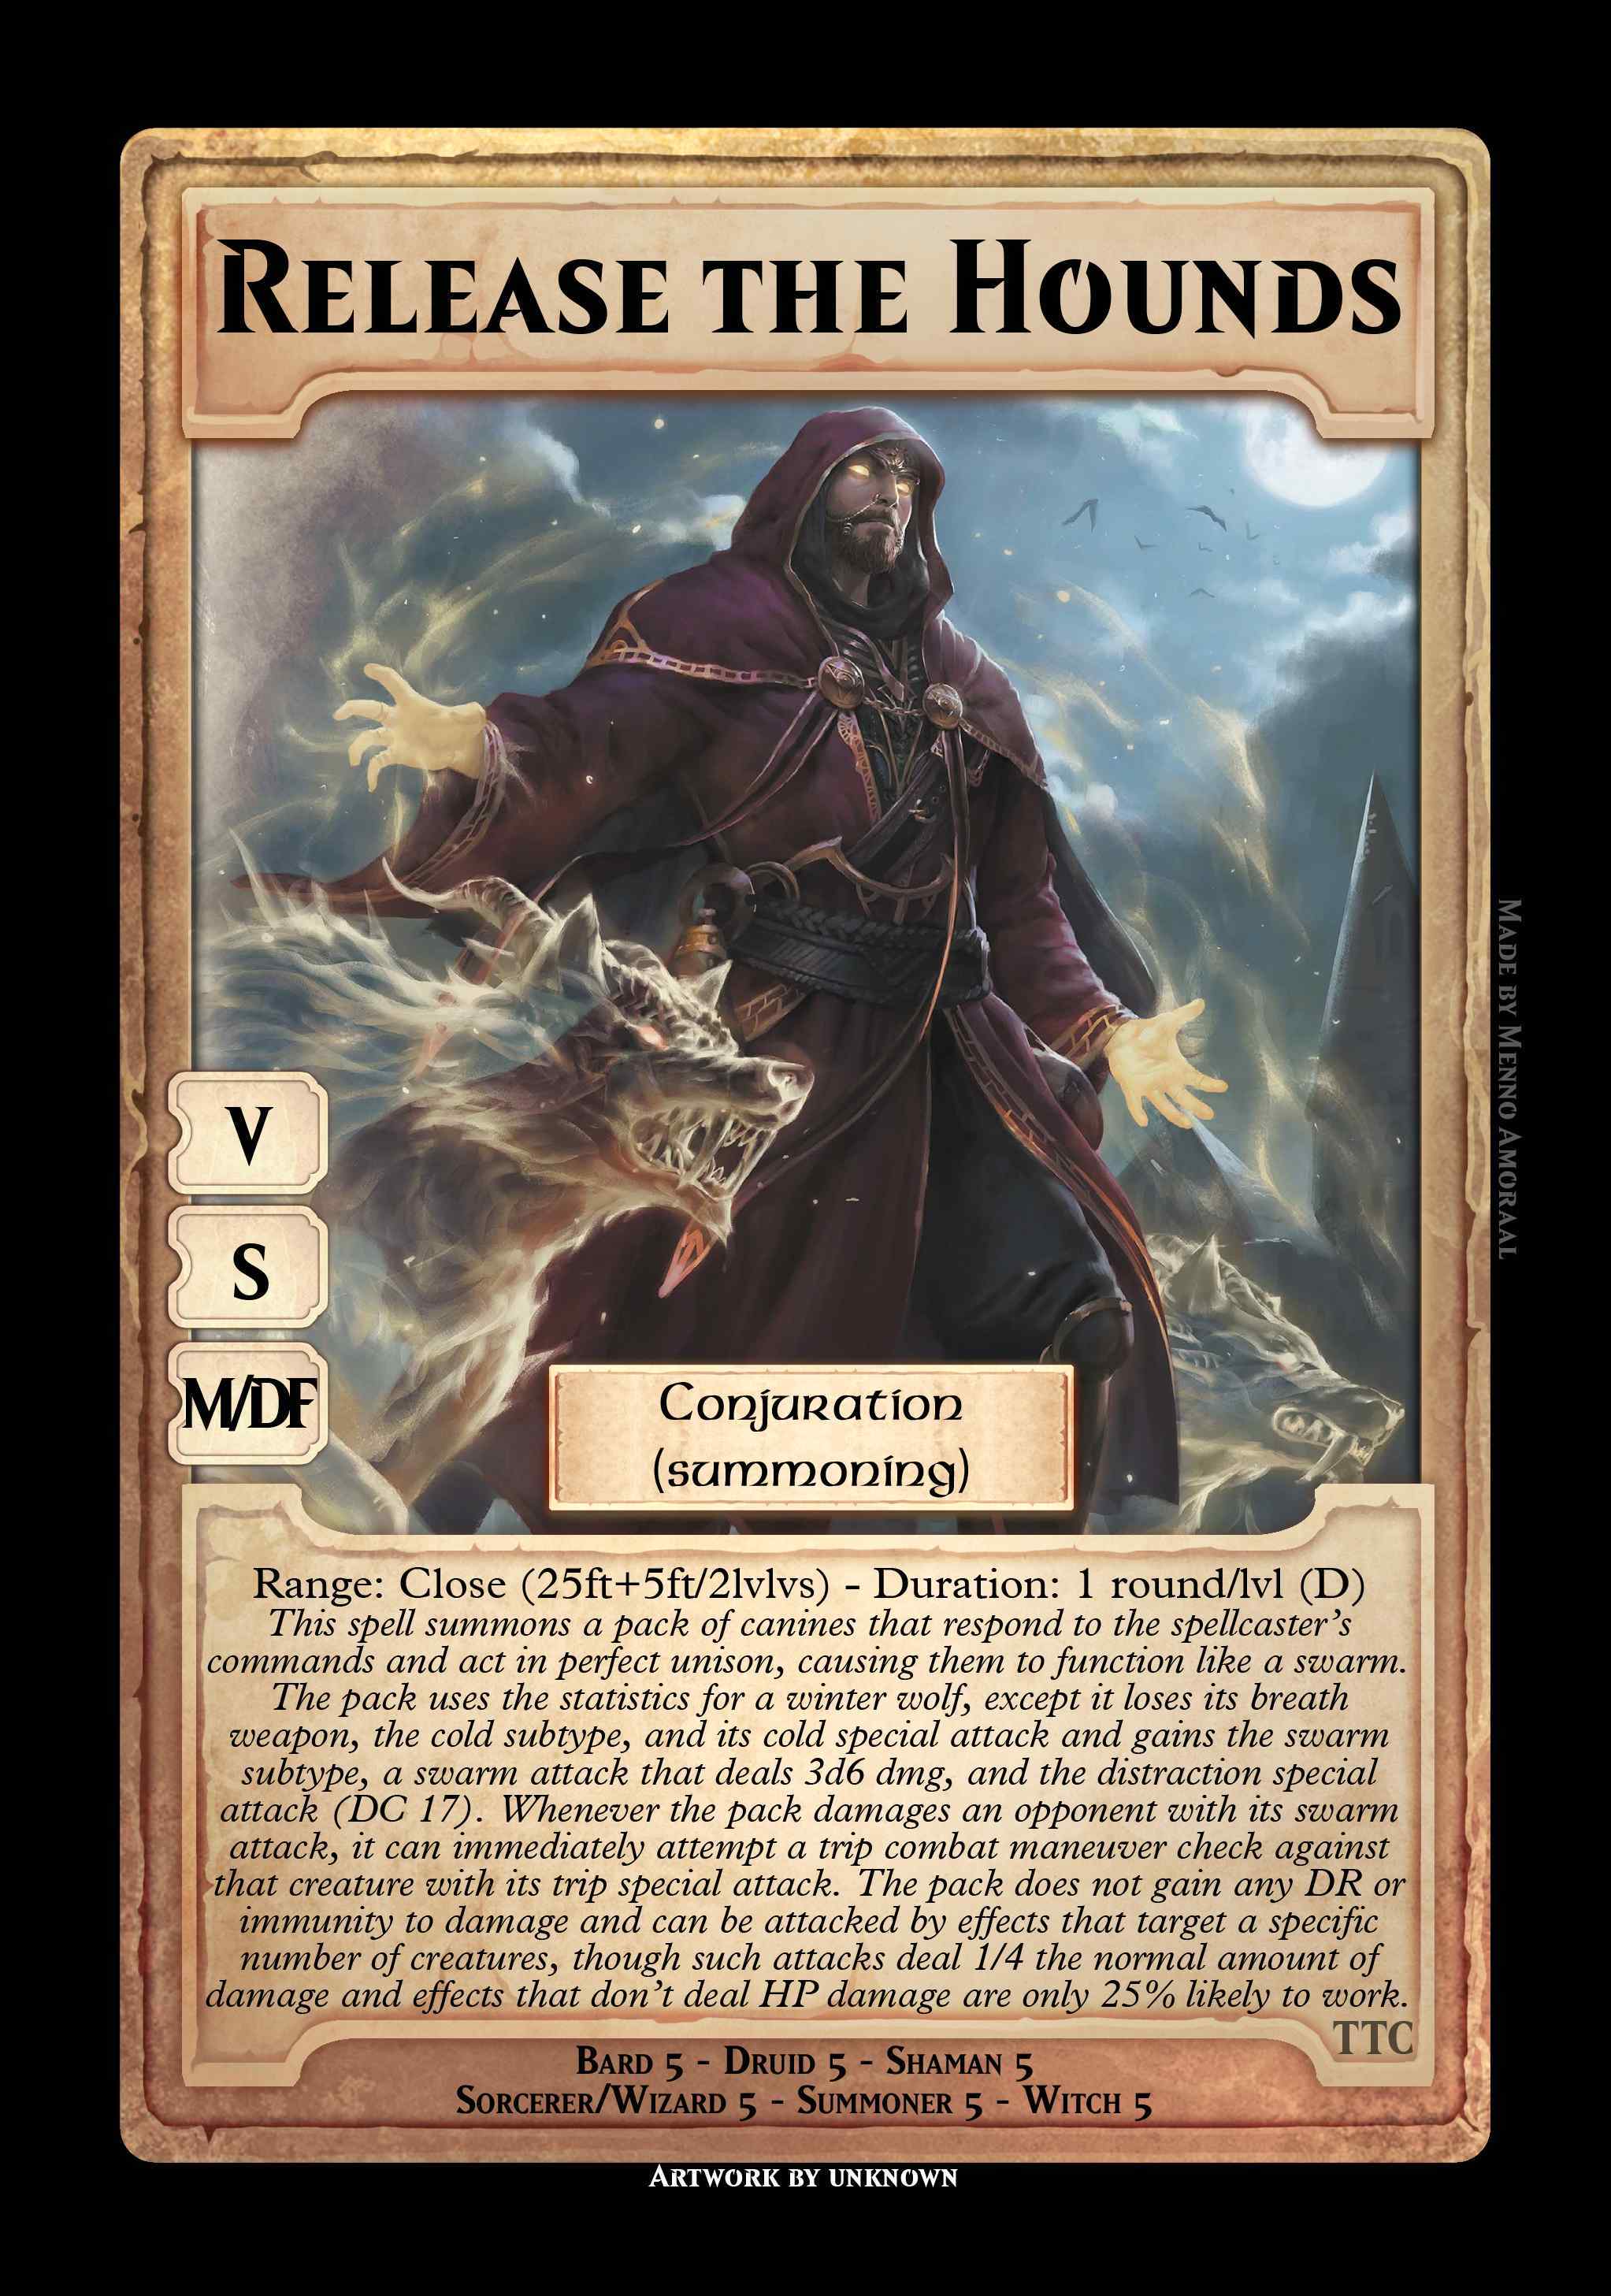 Release the Hounds
V
S
M/DF
Conjuration
(summoning)
Range: Close (25ft+5ft/2lvlvs) - Duration: 1 round/lvl (D)
This spell summons a pack of canines that respond to the spellcaster's
commands and act in perfect unison, causing them to function like a swarm.
The pack uses the statistics for a winter wolf, except it loses its breath
weapon, the cold subtype, and its cold special attack and gains the swarm
subtype, a swarm attack that deals 3d6 dmg, and the distraction special
attack (DC 17). Whenever the pack damages an opponent with its swarm
attack, it can immediately attempt a trip combat maneuver check against
that creature with its trip special attack. The pack does not gain any DR or
immunity to damage and can be attacked by effects that target a specific
number of creatures, though such attacks deal 1/4 the normal amount of
damage and effects that don't deal HP damage are only 25% likely to work.
TTC
Bard 5 - Druid 5 - Shaman 5
Sorcerer/Wizard 5 - Summoner 5 - Witch 5
Artwork by unknown
Made by Menno Amoraal